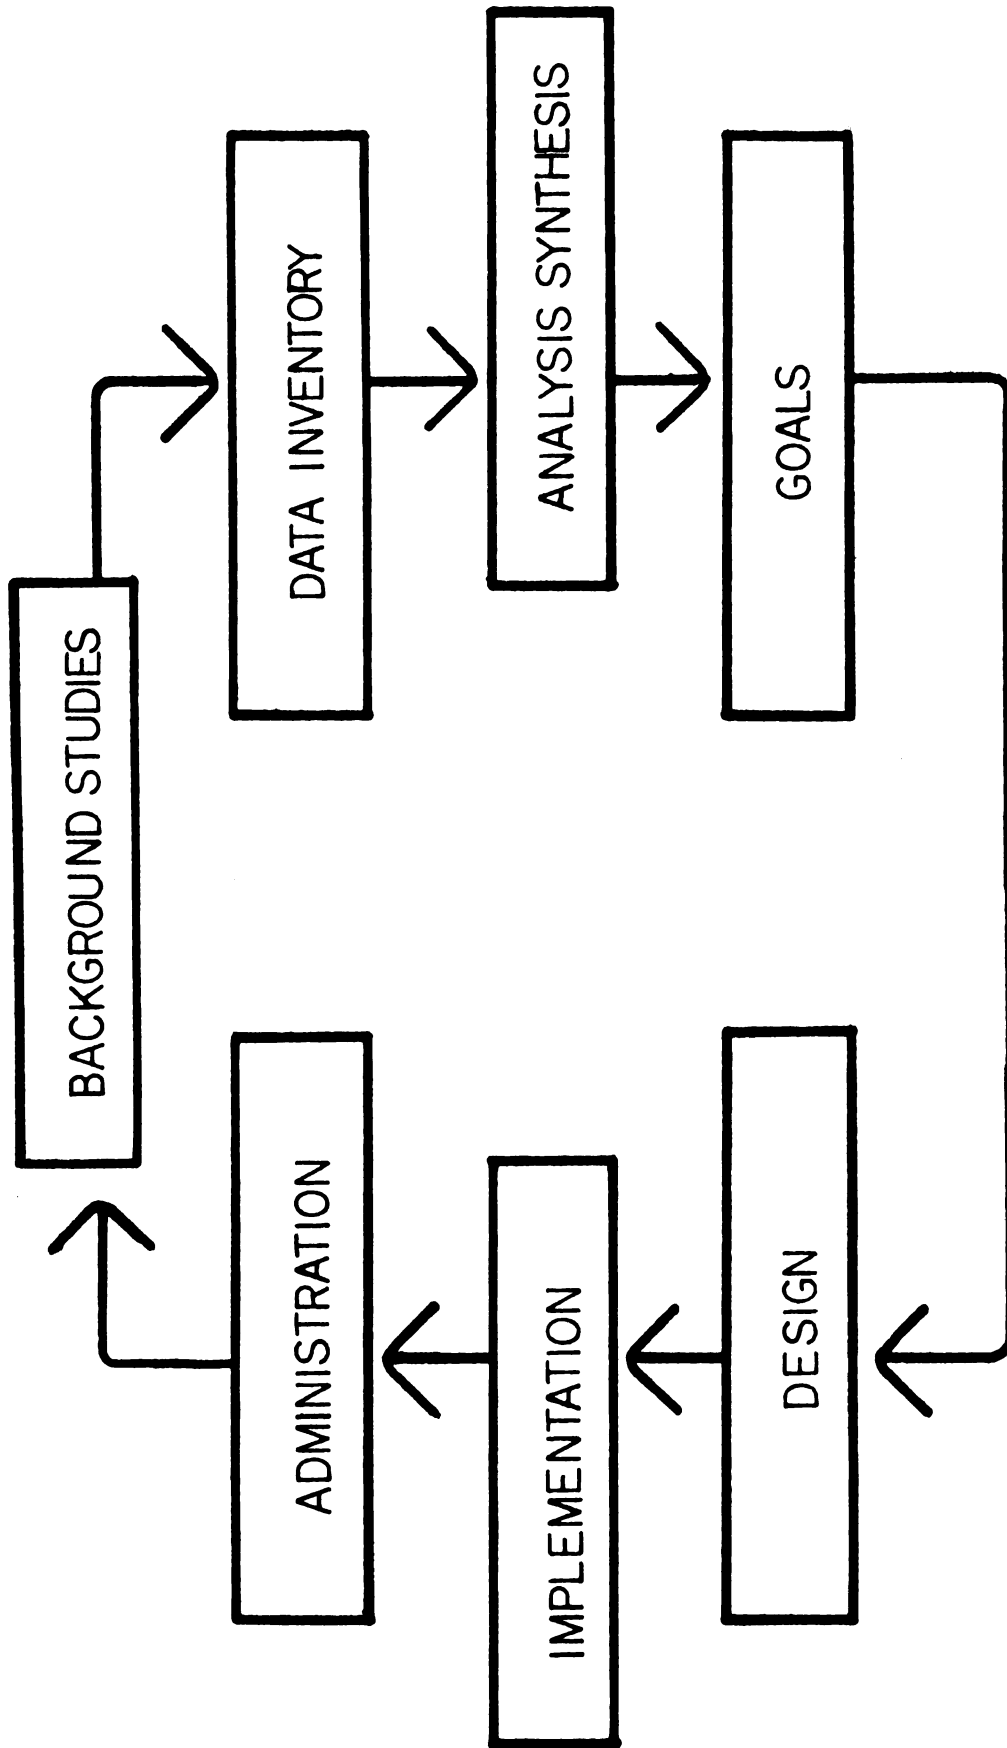 BACKGROUND STUDIES
DATA INVENTORY
ANALYSIS SYNTHESIS
GOALS
DESIGN
IMPLEMENTATION
ADMINISTRATION